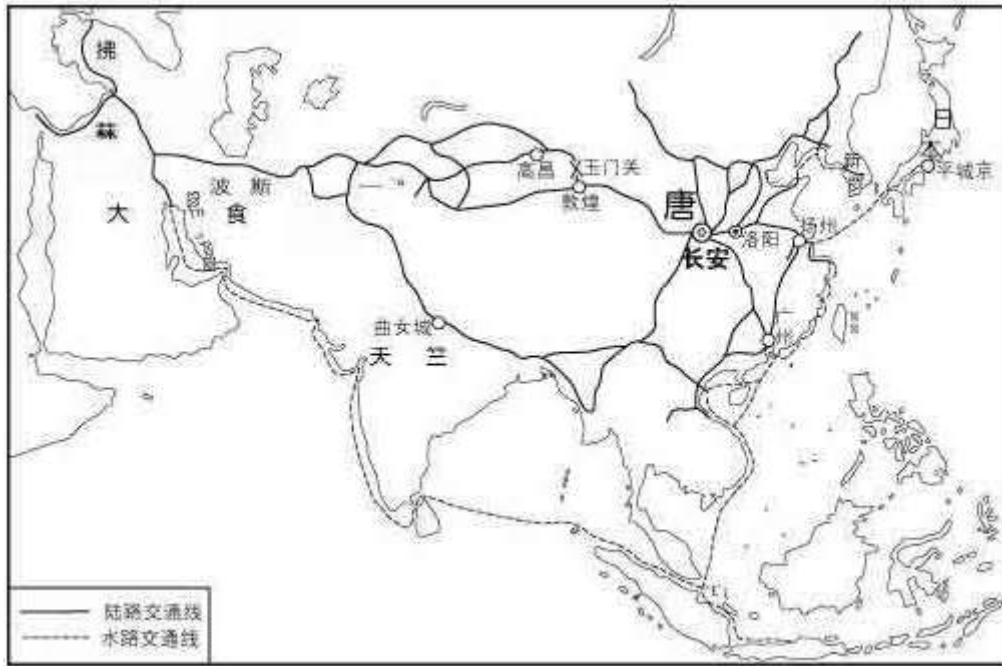 拂
菻
大
食
波斯
高昌
玉门关
敦煌
唐
长安
洛阳
扬州
新
日
本
平城京
曲女城
天竺
广
州
陆路交通线
水路交通线